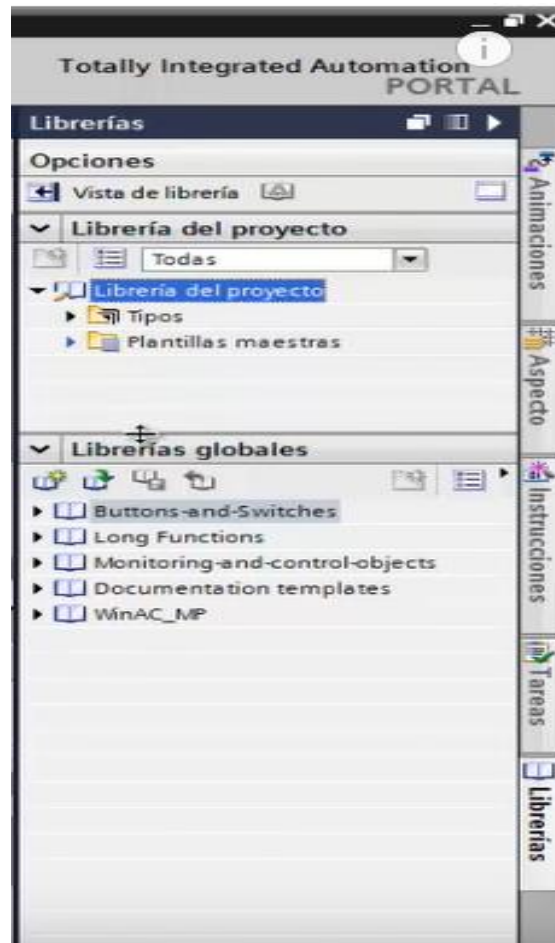 Totally Integrated Automation
PORTAL
Librerías
Opciones
Vista de librería
Librería del proyecto
Todas
Librería del proyecto
Tipos
Plantillas maestras
Librerías globales
Buttons-and-Switches
Long Functions
Monitoring-and-control-objects
Documentation templates
WinAC_MP
Animaciones
Aspecto
Instrucciones
Tareas
Librerías